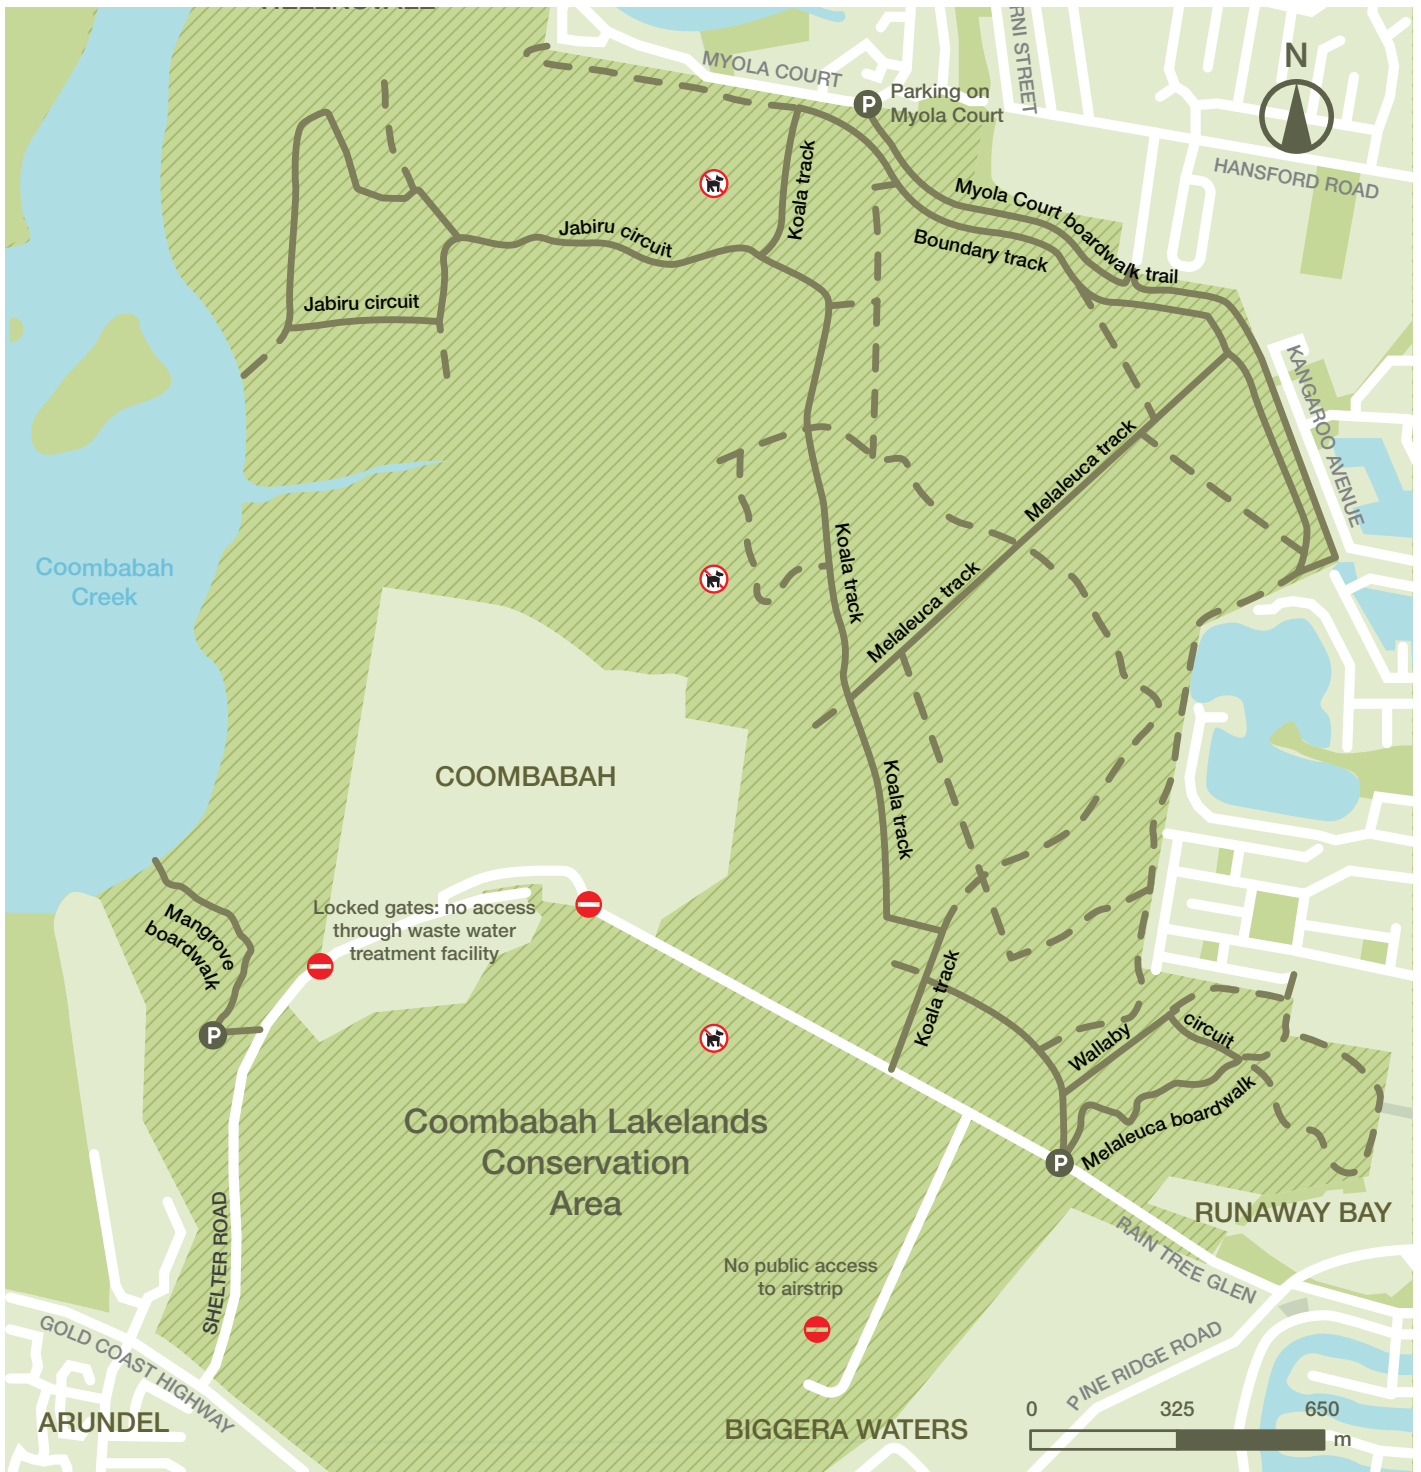 MYOLA COURT
P
Parking on
Myola Court
RNI STREET
N
HANSFORD ROAD
Koala track
Myola Court boardwalk trail
Jabiru circuit
Boundary track
Jabiru circuit
KANGAROO AVENUE
Melaleuca track
Koala track
Coombabah
Creek
Melaleuca track
COOMBABAH
Koala track
Locked gates: no access
through waste water
treatment facility
Mangrove
boardwalk
Koala track
P
Wallaby
circuit
Coombabah Lakelands
Conservation
Area
Melaleuca boardwalk
P
RUNAWAY BAY
SHELTER ROAD
RAIN TREE GLEN
No public access
to airstrip
GOLD COAST HIGHWAY
PINE RIDGE ROAD
ARUNDEL
BIGGERA WATERS
0 325 650
m